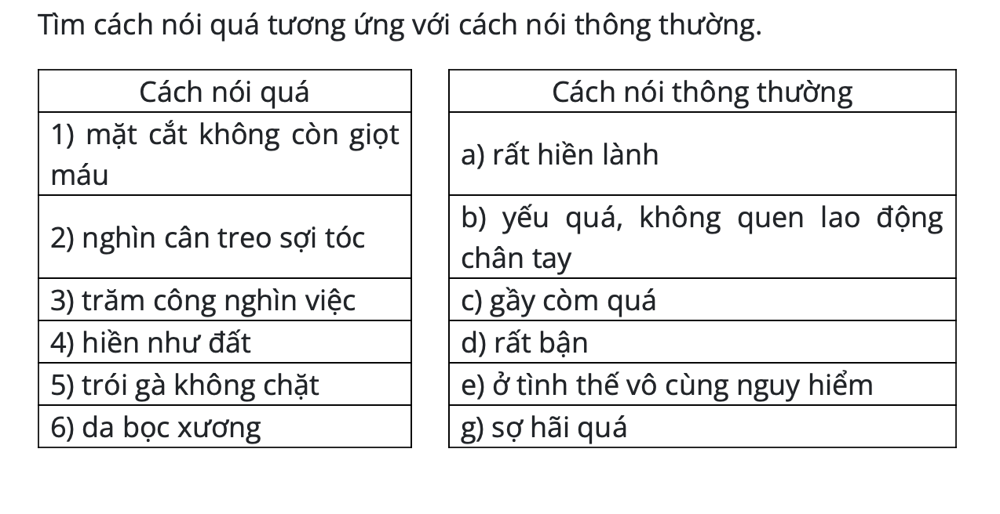 Tìm cách nói quá tương ứng với cách nói thông thường.
Cách nói quá
1) mặt cắt không còn giọt
máu
2) nghìn cân treo sợi tóc
3) trăm công nghìn việc
4) hiền như đất
5) trói gà không chặt
6) da bọc xương
Cách nói thông thường
a) rất hiền lành
b) yếu quá, không quen lao động
chân tay
c) gầy còm quá
d) rất bận
e) ở tình thế vô cùng nguy hiểm
g) sợ hãi quá